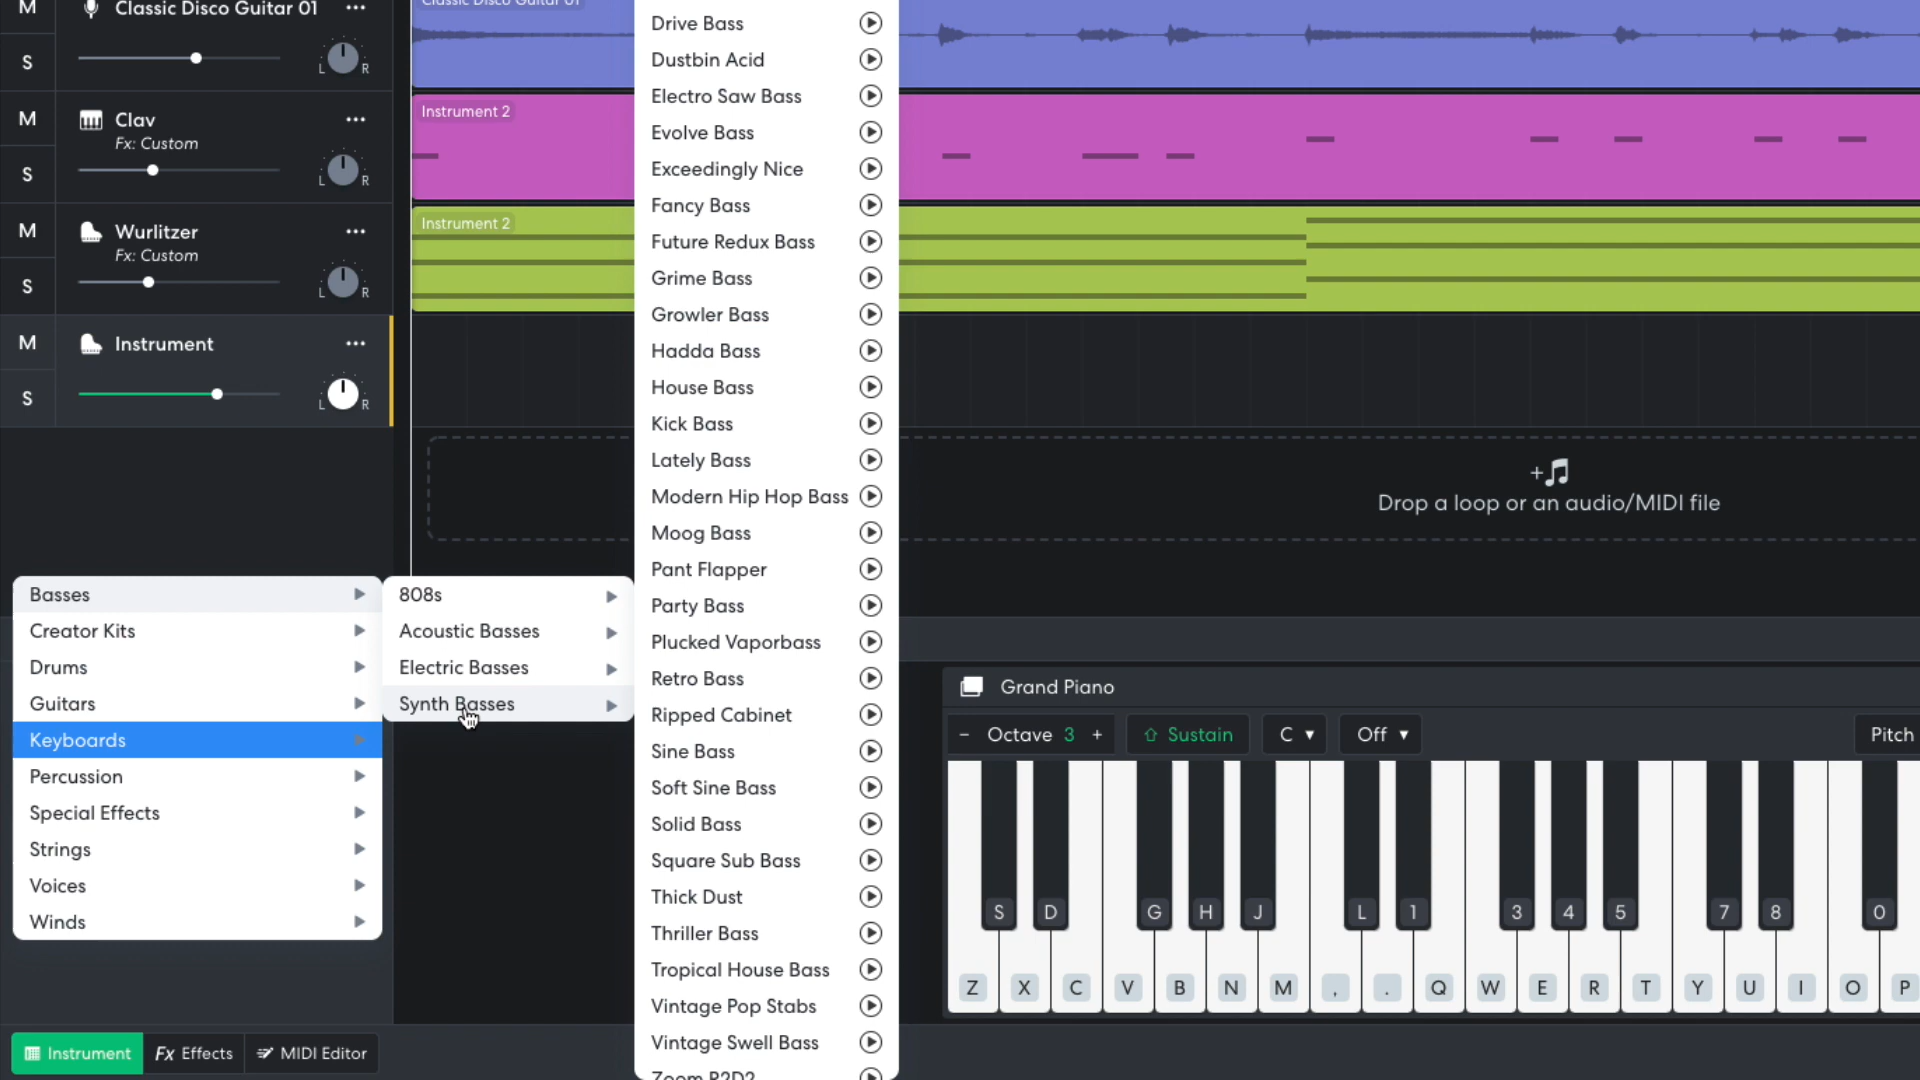 M
Classic Disco Guitar 01
S
L
R
M
Clav
Fx: Custom
S
L
R
M
Wurlitzer
Fx: Custom
S
L
R
M
Instrument
S
L
R
Classic Disco Guitar 01
Instrument 2
Instrument 2
Drop a loop or an audio/MIDI file
Basses
Creator Kits
Drums
Guitars
Keyboards
Percussion
Special Effects
Strings
Voices
Winds
808s
Acoustic Basses
Electric Basses
Synth Basses
Drive Bass
Dustbin Acid
Electro Saw Bass
Evolve Bass
Exceedingly Nice
Fancy Bass
Future Redux Bass
Grime Bass
Growler Bass
Hadda Bass
House Bass
Kick Bass
Lately Bass
Modern Hip Hop Bass
Moog Bass
Pant Flapper
Party Bass
Plucked Vaporbass
Retro Bass
Ripped Cabinet
Sine Bass
Soft Sine Bass
Solid Bass
Square Sub Bass
Thick Dust
Thriller Bass
Tropical House Bass
Vintage Pop Stabs
Vintage Swell Bass
Zoom R2D2
Grand Piano
- Octave 3 + Sustain C Off Pitch
S D G H J L 1 3 4 5 7 8 0
Z X C V B N M , . Q W E R T Y U I O P
Instrument Fx Effects MIDI Editor